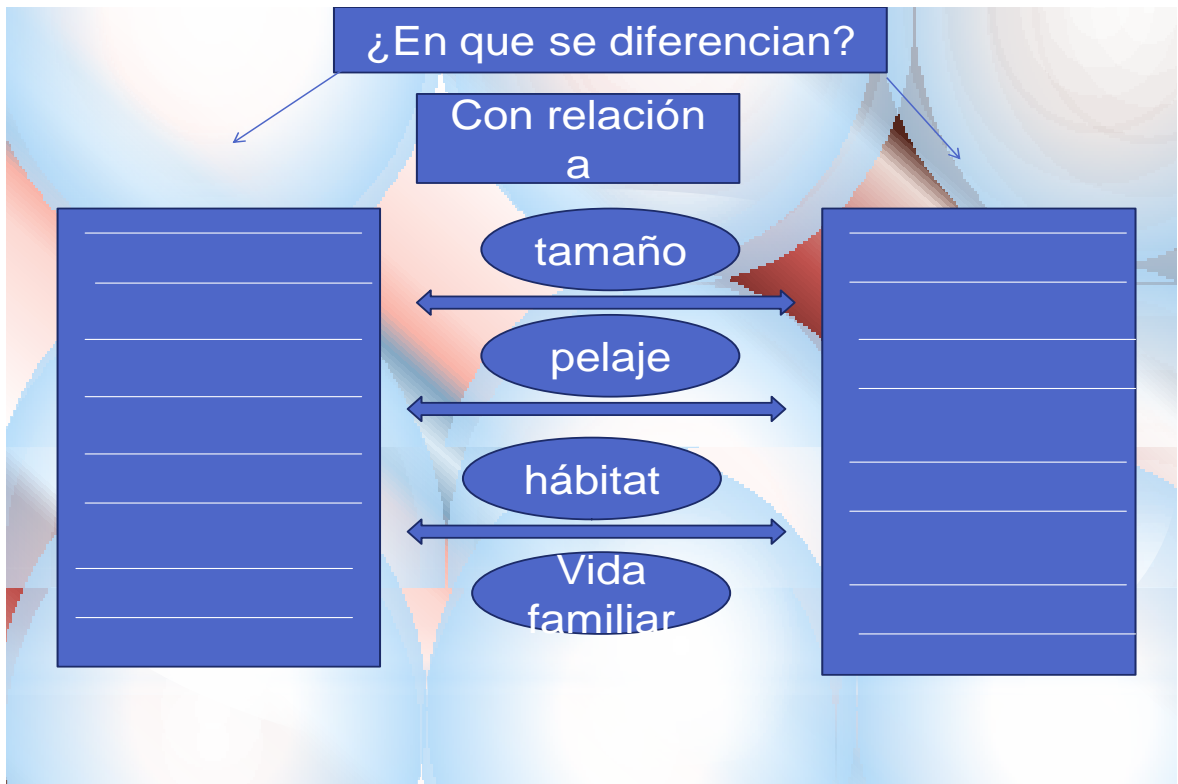 ¿En que se diferencian?
Con relación
a
tamaño
pelaje
hábitat
Vida
familiar